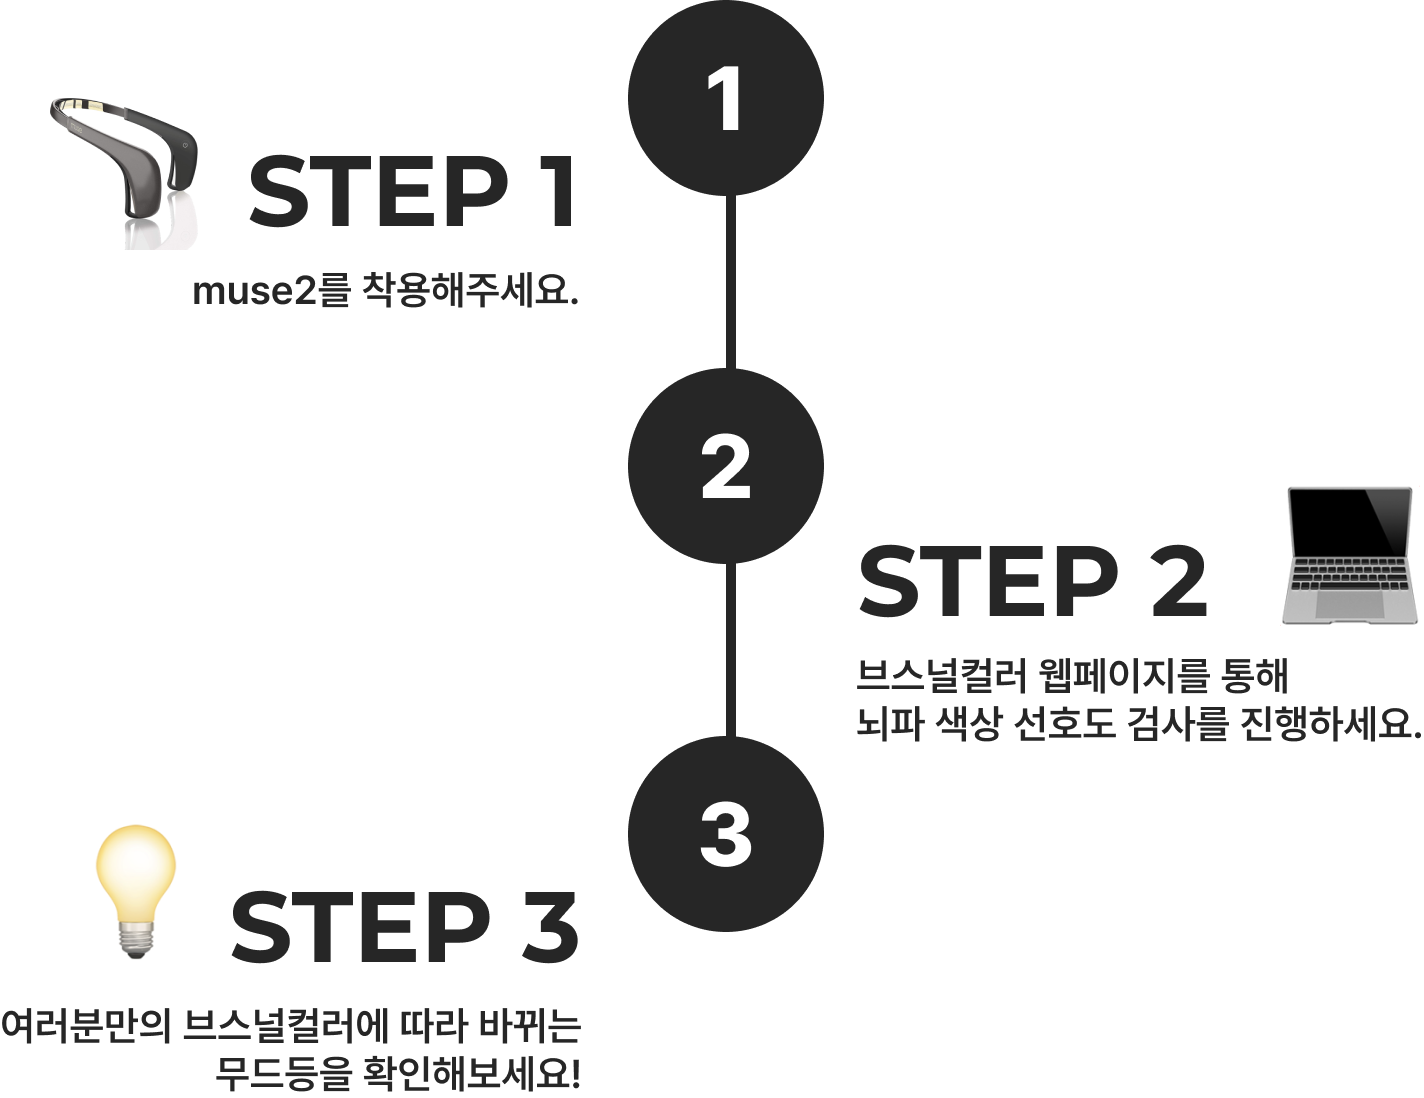 1
STEP 1
muse2를 착용해주세요.
2
STEP 2
브스널컬러 웹페이지를 통해
뇌파 색상 선호도 검사를 진행하세요.
3
STEP 3
여러분만의 브스널컬러에 따라 바뀌는
무드등을 확인해보세요!